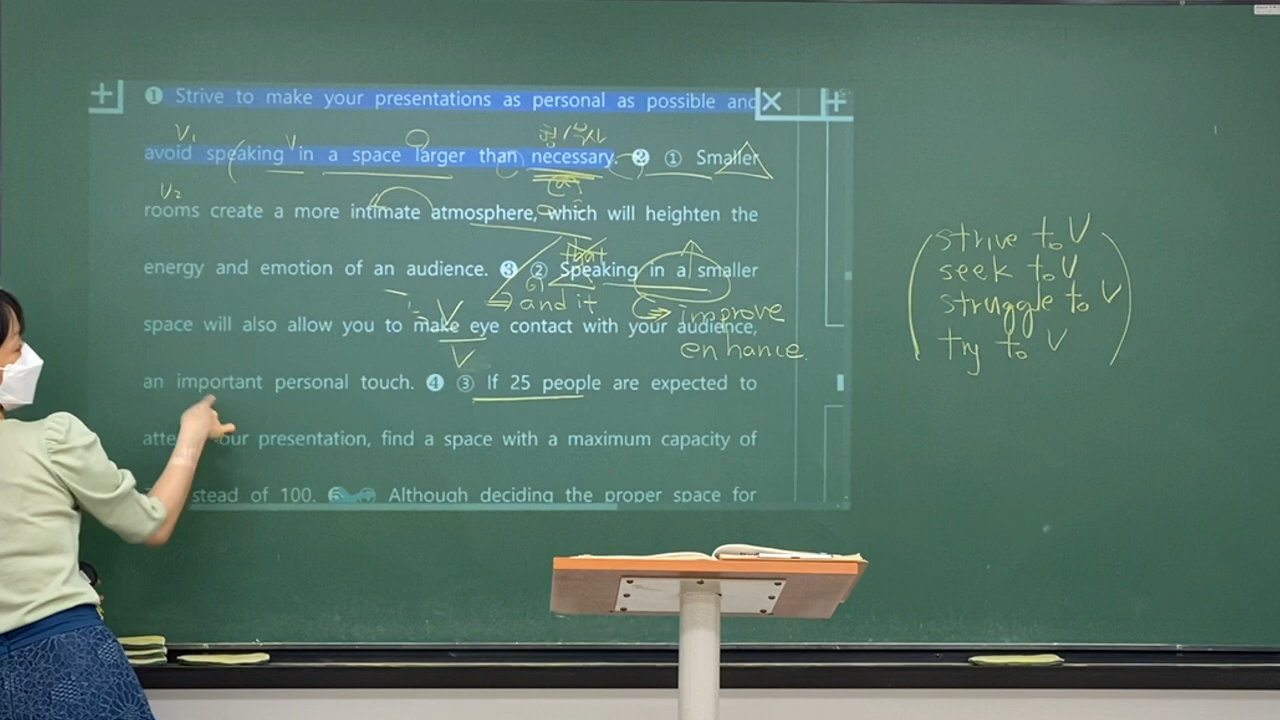 ❶ Strive to make your presentations as personal as possible and
V₁ V 형/부사
avoid speaking in a space larger than necessary. ❷ ① Smaller
V₂
rooms create a more intimate atmosphere, which will heighten the
that
energy and emotion of an audience. ❸ ② Speaking in a smaller
⇒ and it improve
V
space will also allow you to make eye contact with your audience,
V enhance.
an important personal touch. ❹ ③ If 25 people are expected to
atte our presentation, find a space with a maximum capacity of
stead of 100. Although deciding the proper space for
strive to V
seek to V
struggle to V
try to V